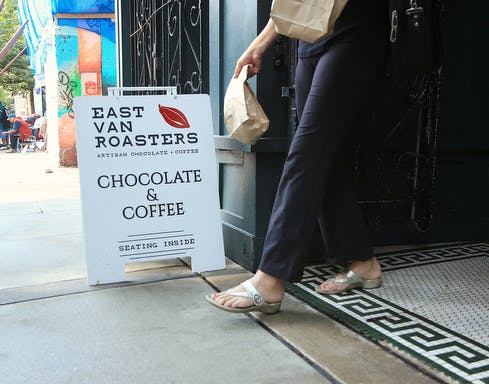 EAST
VAN
ROASTERS
ARTISAN CHOCOLATE + COFFEE
CHOCOLATE
&
COFFEE
SEATING INSIDE